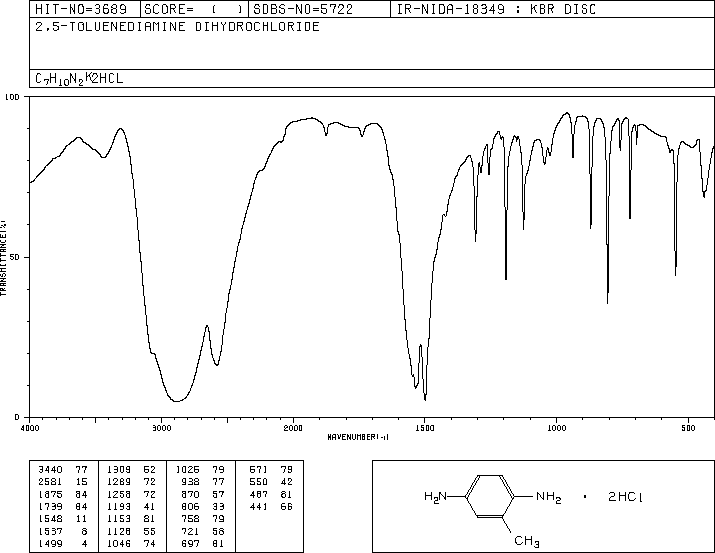 HIT-NO=3689 SCORE= ( ) SDBS-NO=5722 IR-NIDA-18349 : KBR DISC
2,5-TOLUENEDIAMINE DIHYDROCHLORIDE
C7H10N2*2HCL
100
50
0
TRANSMITTANCE(%)
4000 3000 2000 1500 1000 500
WAVENUMBER(-1)
3440 77 1309 52 1026 79 671 79
2581 15 1289 72 938 77 550 42
1875 84 1258 72 870 57 487 81
1739 84 1193 41 806 33 441 66
1548 11 1153 81 758 79
1537 8 1128 55 721 58
1499 4 1046 74 697 81
H2N NH2 • 2HCl
CH3